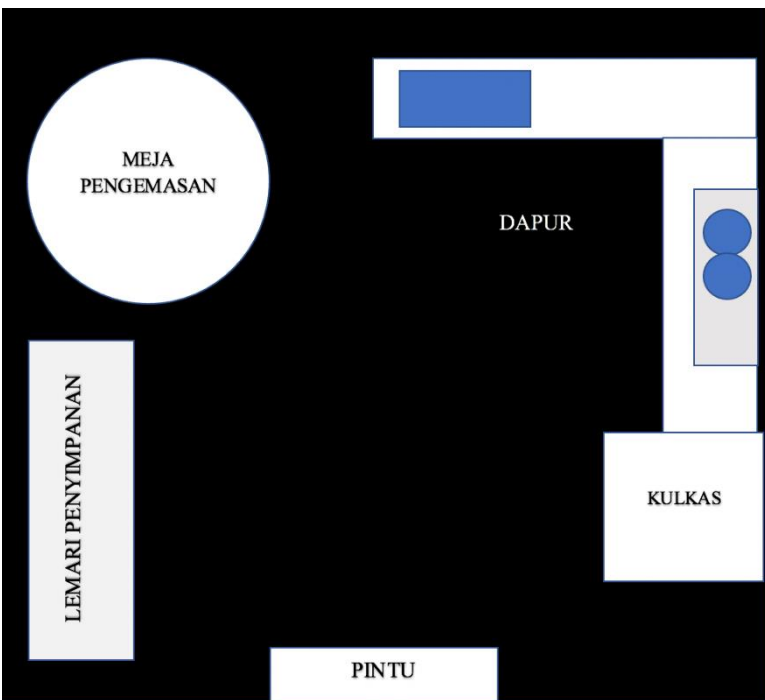 MEJA
PENGEMASAN
DAPUR
LEMARI PENYIMPANAN
KULKAS
PINTU